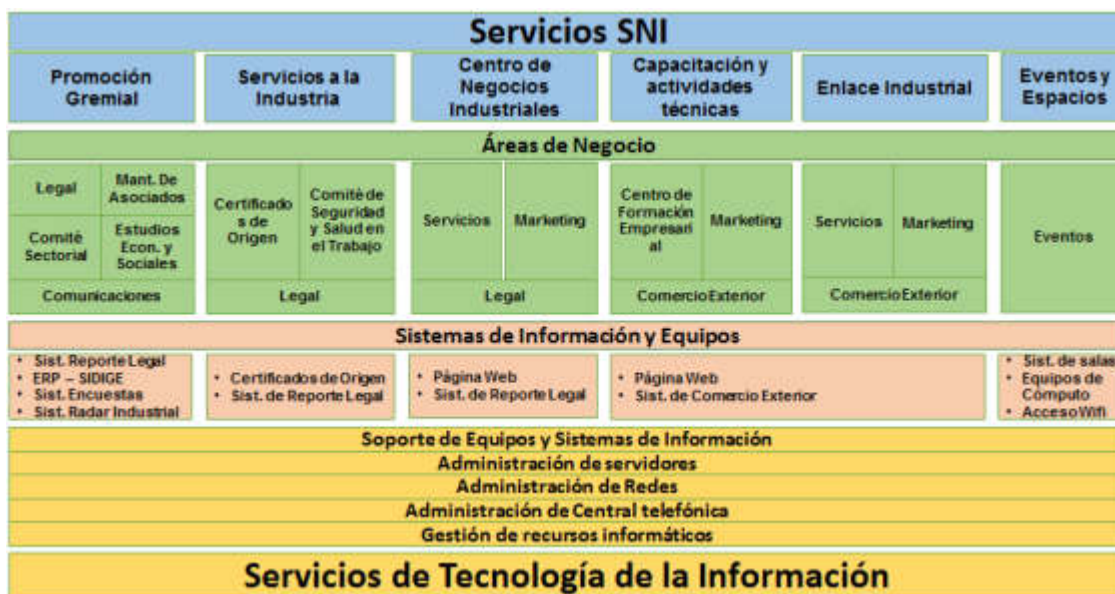 Servicios SNI
Promoción
Gremial
Servicios a la
Industria
Centro de
Negocios
Industriales
Capacitación y
actividades
técnicas
Enlace Industrial
Eventos y
Espacios
Áreas de Negocio
Legal
Mant. De
Asociados
Comité
Sectorial
Estudios
Econ. y
Sociales
Comunicaciones
Certificado
s de
Origen
Comité de
Seguridad
y Salud en
el Trabajo
Legal
Servicios
Marketing
Legal
Centro de
Formación
Empresari
al
Marketing
Comercio Exterior
Servicios
Marketing
Comercio Exterior
Eventos
Sistemas de Información y Equipos
• Sist. Reporte Legal
• ERP – SIDIGE
• Sist. Encuestas
• Sist. Radar Industrial
• Certificados de Origen
• Sist. de Reporte Legal
• Página Web
• Sist. de Reporte Legal
• Página Web
• Sist. de Comercio Exterior
• Sist. de salas
• Equipos de
Cómputo
• Acceso Wifi
Soporte de Equipos y Sistemas de Información
Administración de servidores
Administración de Redes
Administración de Central telefónica
Gestión de recursos informáticos
Servicios de Tecnología de la Información